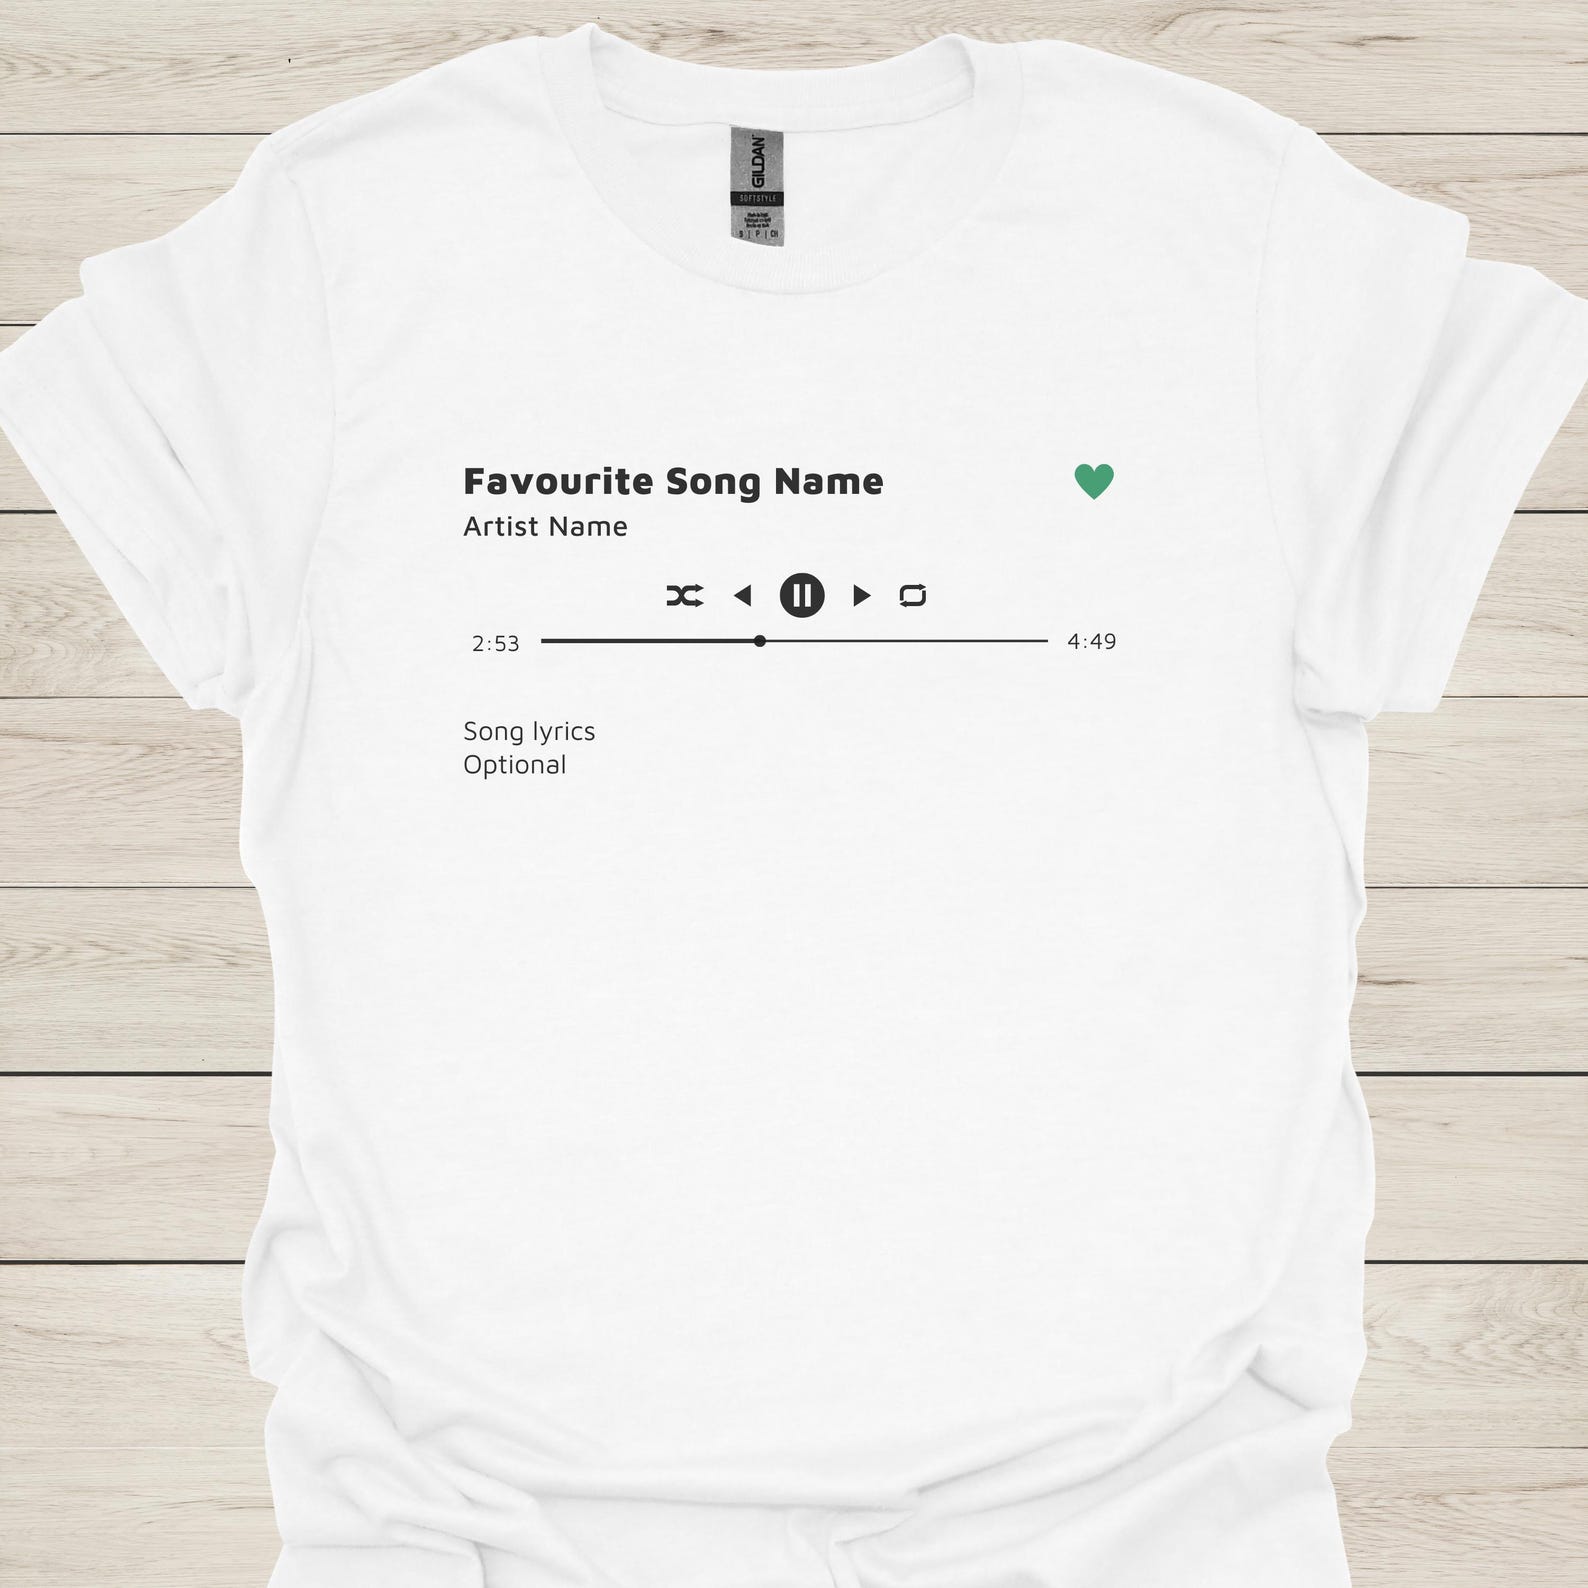 GILDAN
SOFTSTYLE
Favourite Song Name
Artist Name
2:53
4:49
Song lyrics
Optional